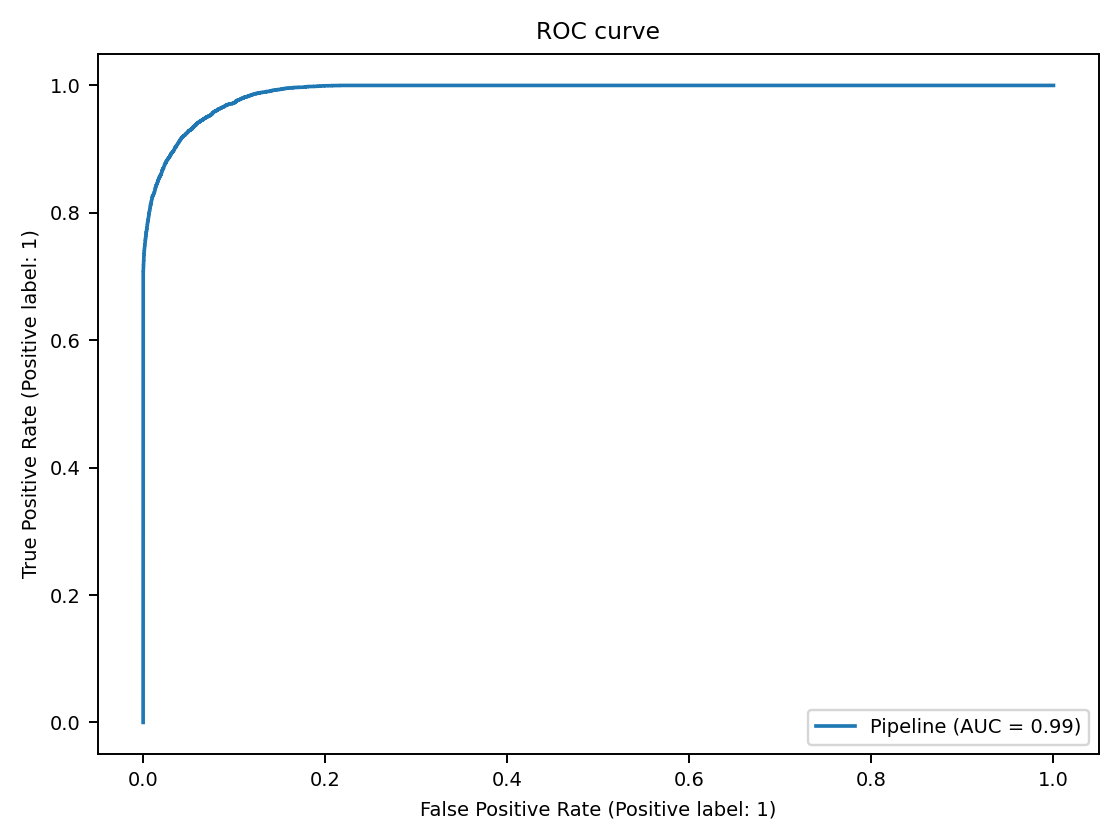 ROC curve
True Positive Rate (Positive label: 1)
1.0
0.8
0.6
0.4
0.2
0.0
Pipeline (AUC = 0.99)
0.0 0.2 0.4 0.6 0.8 1.0
False Positive Rate (Positive label: 1)